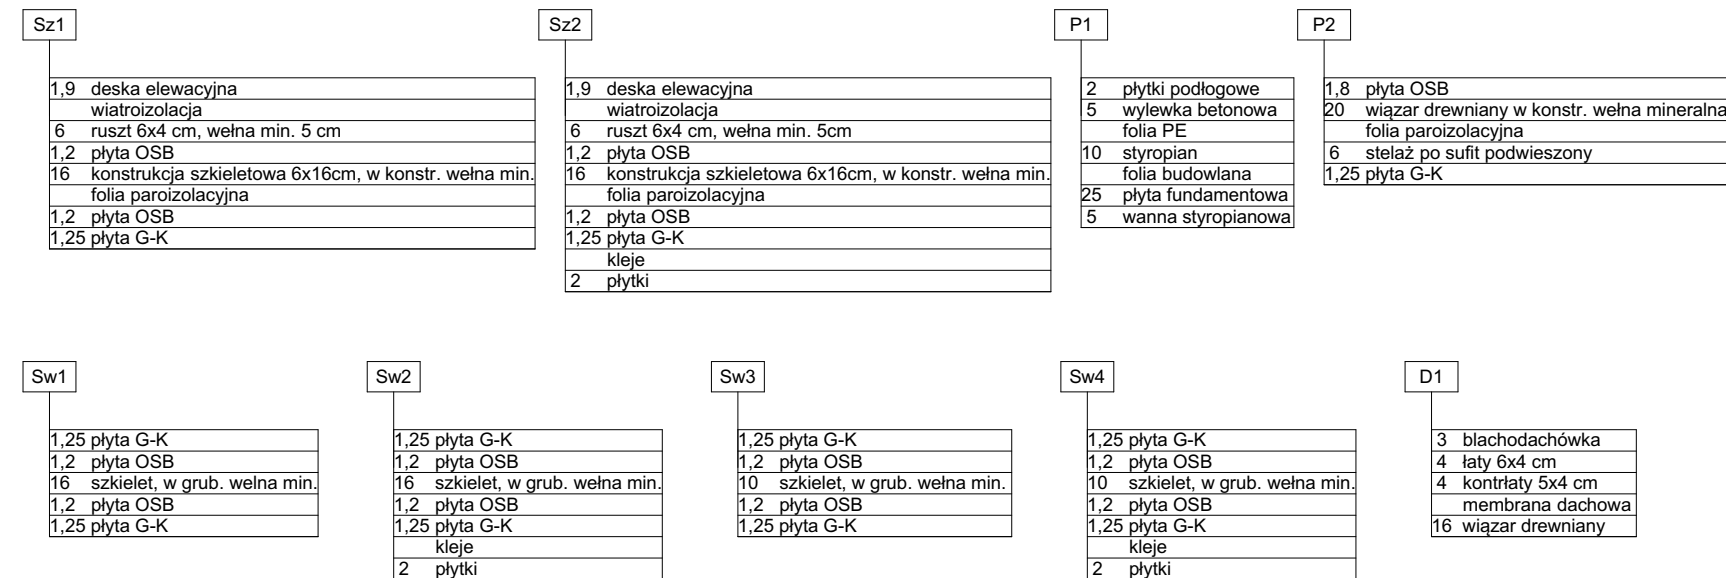 Sz1
1,9 deska elewacyjna
wiatroizolacja
6 ruszt 6x4 cm, wełna min. 5 cm
1,2 płyta OSB
16 konstrukcja szkieletowa 6x16cm, w konstr. wełna min.
folia paroizolacyjna
1,2 płyta OSB
1,25 płyta G-K
Sz2
1,9 deska elewacyjna
wiatroizolacja
6 ruszt 6x4 cm, wełna min. 5cm
1,2 płyta OSB
16 konstrukcja szkieletowa 6x16cm, w konstr. wełna min.
folia paroizolacyjna
1,2 płyta OSB
1,25 płyta G-K
kleje
2 płytki
P1
2 płytki podłogowe
5 wylewka betonowa
folia PE
10 styropian
folia budowlana
25 płyta fundamentowa
5 wanna styropianowa
P2
1,8 płyta OSB
20 wiązar drewniany w konstr. wełna mineralna
folia paroizolacyjna
6 stelaż po sufit podwieszony
1,25 płyta G-K
Sw1
1,25 płyta G-K
1,2 płyta OSB
16 szkielet, w grub. welna min.
1,2 płyta OSB
1,25 płyta G-K
Sw2
1,25 płyta G-K
1,2 płyta OSB
16 szkielet, w grub. wełna min.
1,2 płyta OSB
1,25 płyta G-K
kleje
2 płytki
Sw3
1,25 płyta G-K
1,2 płyta OSB
10 szkielet, w grub. wełna min.
1,2 płyta OSB
1,25 płyta G-K
Sw4
1,25 płyta G-K
1,2 płyta OSB
10 szkielet, w grub. wełna min.
1,2 płyta OSB
1,25 płyta G-K
kleje
2 płytki
D1
3 blachodachówka
4 łaty 6x4 cm
4 kontrłaty 5x4 cm
membrana dachowa
16 wiązar drewniany